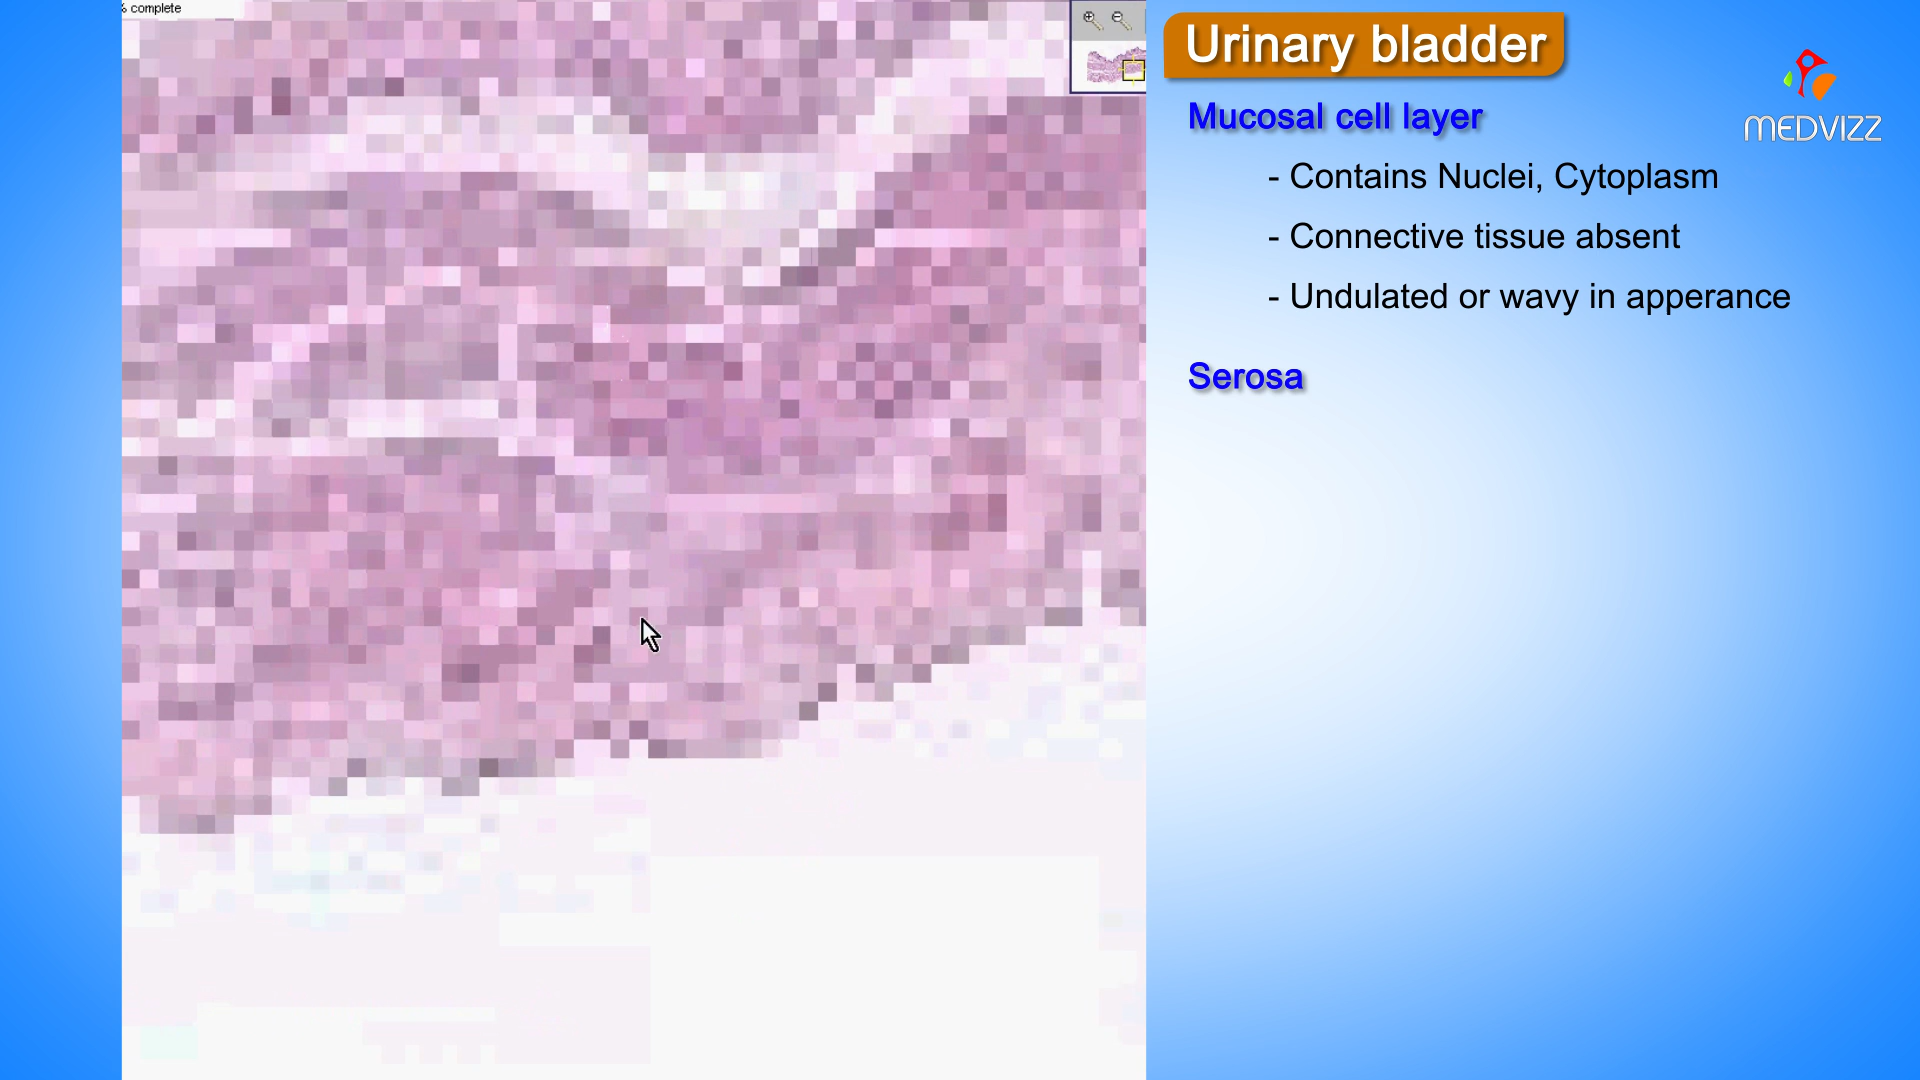 % complete
Urinary bladder
MEDVIZZ
Mucosal cell layer
- Contains Nuclei, Cytoplasm
- Connective tissue absent
- Undulated or wavy in apperance
Serosa